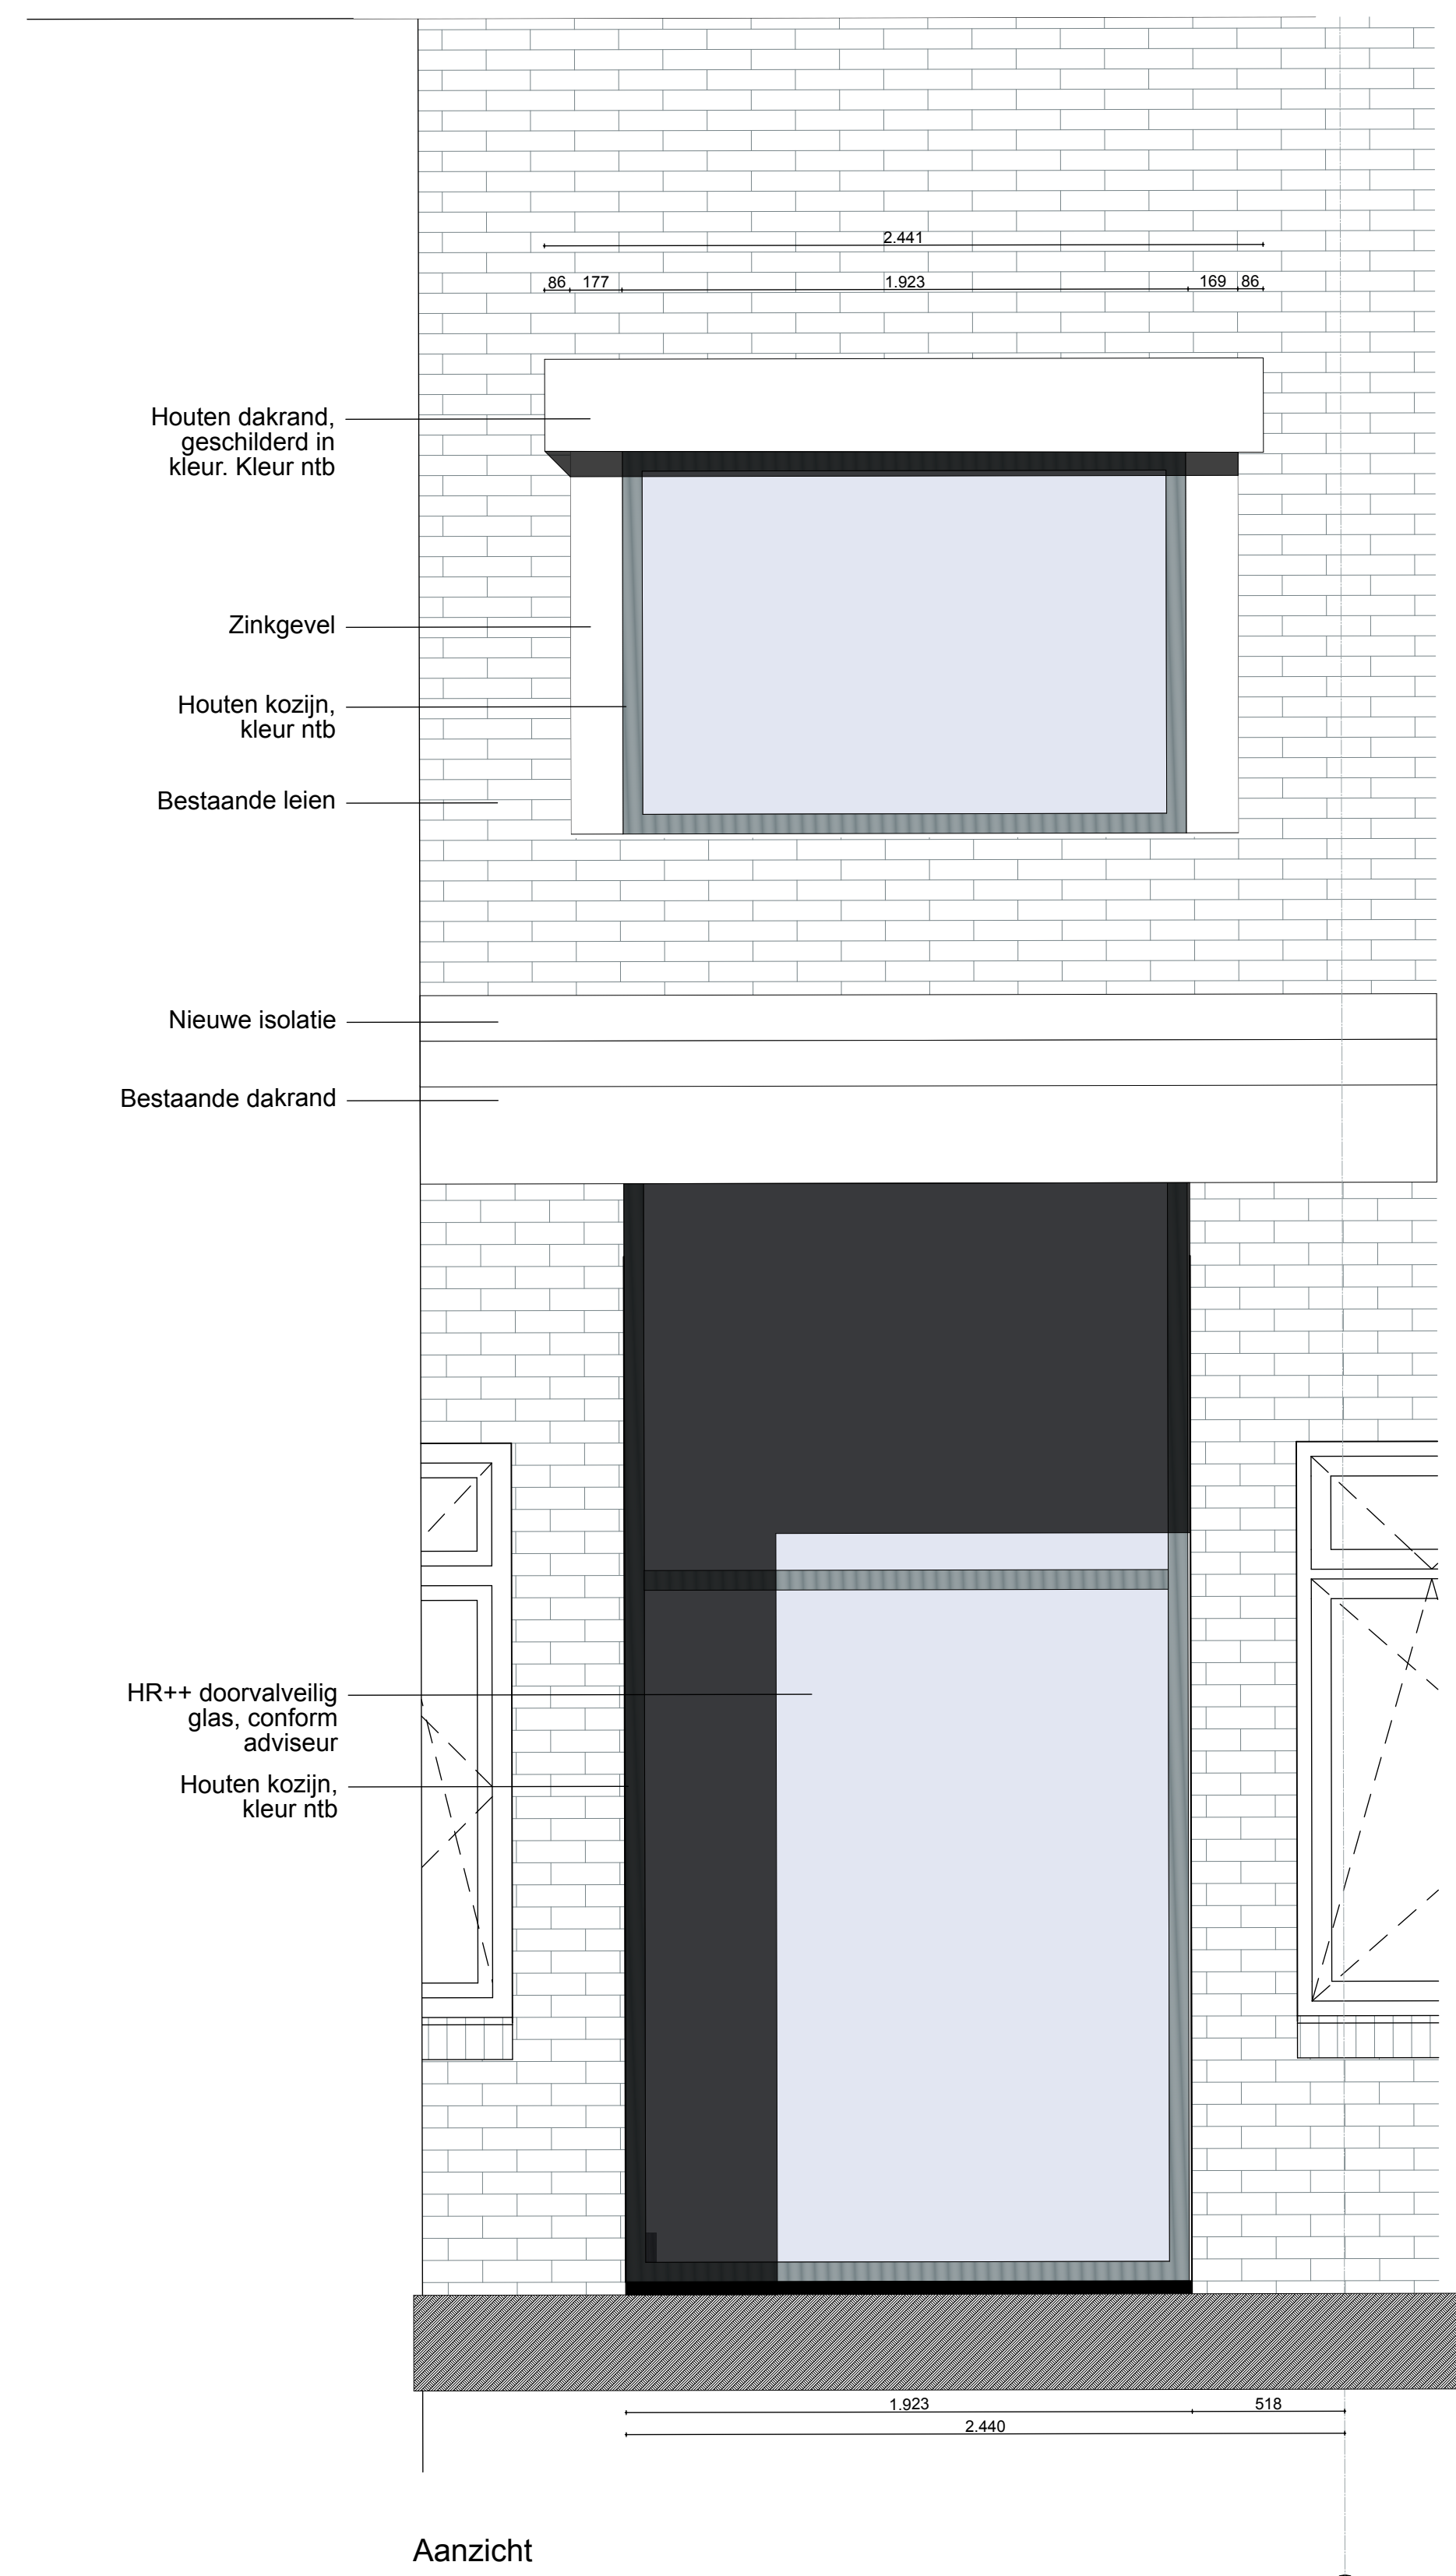 2.441
86 177 1.923 169 86
Houten dakrand,
geschilderd in
kleur. Kleur ntb
Zinkgevel
Houten kozijn,
kleur ntb
Bestaande leien
Nieuwe isolatie
Bestaande dakrand
HR++ doorvalveilig
glas, conform
adviseur
Houten kozijn,
kleur ntb
1.923 518
2.440
Aanzicht